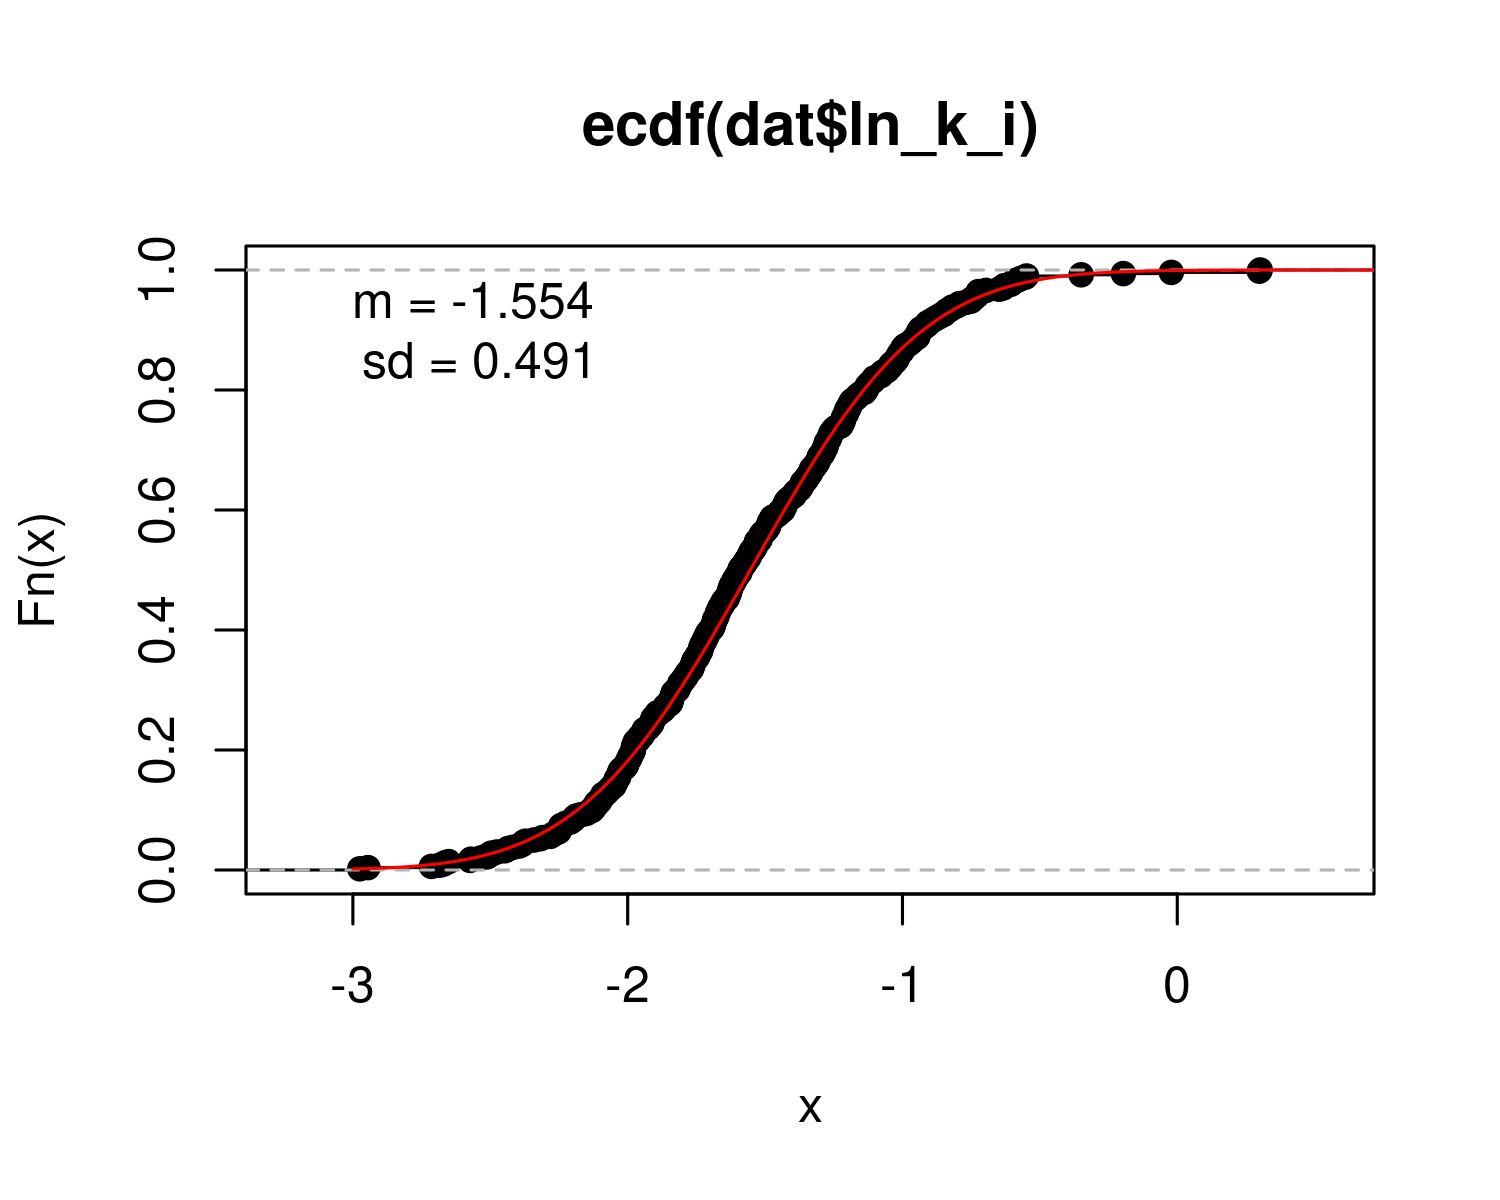 ecdf(dat$ln_k_i)
m = -1.554
sd = 0.491
Fn(x)
1.0
0.8
0.6
0.4
0.2
0.0
-3 -2 -1 0
x